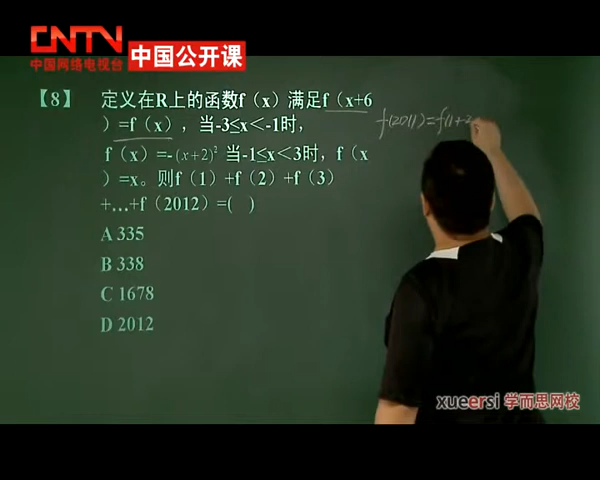 CNTV
中国网络电视台
中国公开课
【8】 定义在R上的函数f（x）满足f（x+6
）=f（x），当-3≤x＜-1时，
f（x）=-(x+2)² 当-1≤x＜3时，f（x
）=x。则f（1）+f（2）+f（3）
+…+f（2012）=( )
f(2011)=f(1+2
A 335
B 338
C 1678
D 2012
xueersi 学而思网校